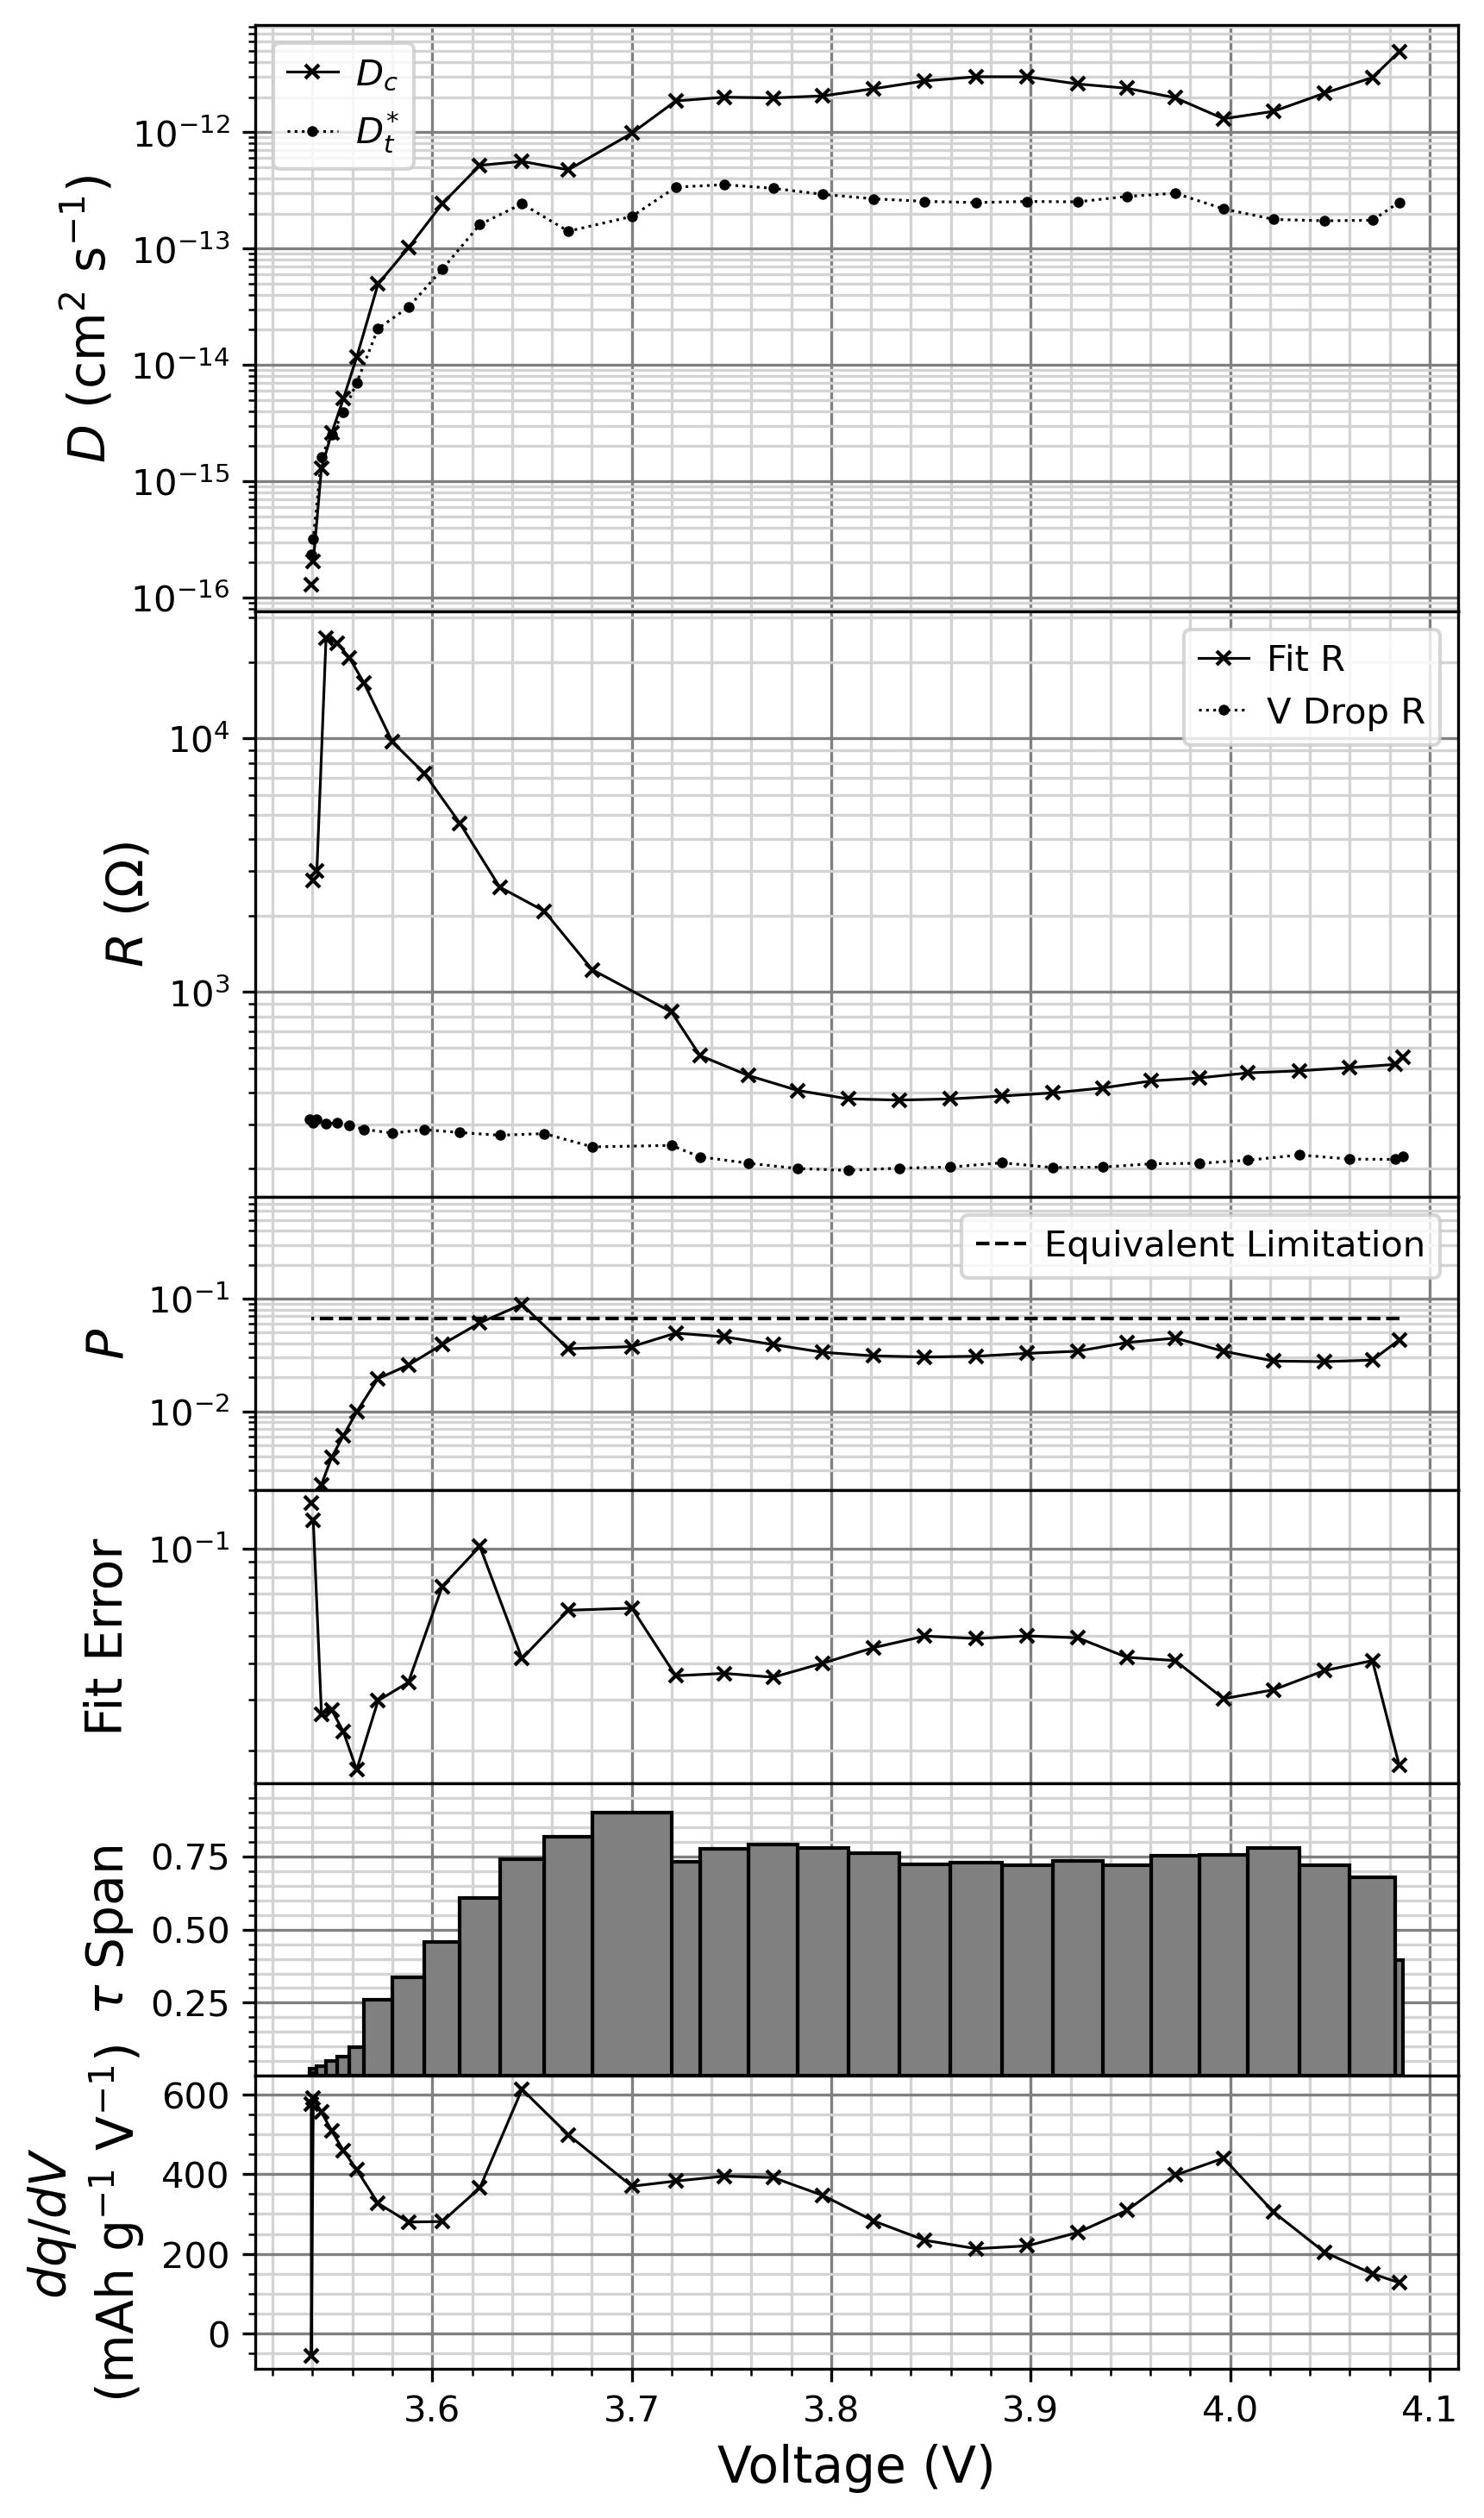 D_c
D_t^*
10^{-12}
10^{-13}
10^{-14}
10^{-15}
10^{-16}
D (cm^2 s^{-1})
Fit R
V Drop R
10^4
10^3
R (Ω)
Equivalent Limitation
10^{-1}
10^{-2}
P
10^{-1}
Fit Error
0.75
0.50
0.25
τ Span
600
400
200
0
dq/dV
(mAh g^{-1} V^{-1})
3.6 3.7 3.8 3.9 4.0 4.1
Voltage (V)